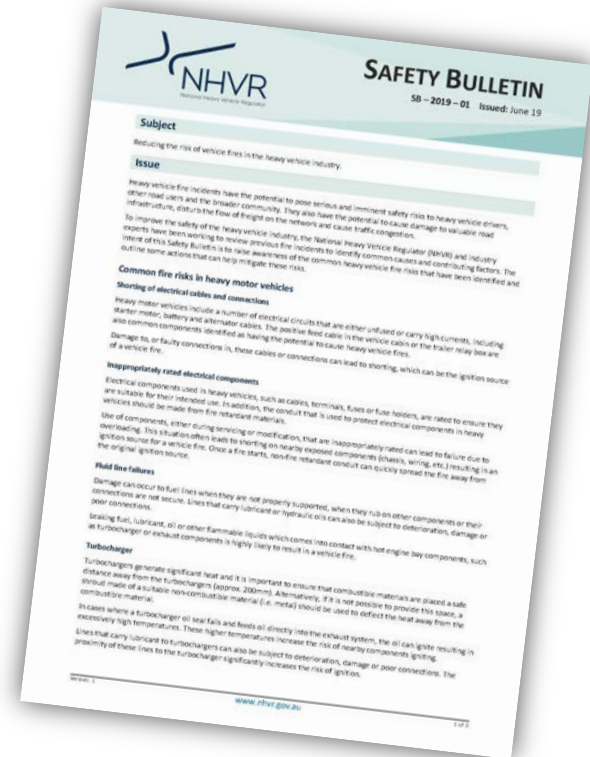 NHVR
National Heavy Vehicle Regulator
SAFETY BULLETIN
SB – 2019 – 01 Issued: June 19
Subject
Reducing the risk of vehicle fires in the heavy vehicle industry.
Issue
Heavy vehicle fire incidents have the potential to pose serious and imminent safety risks to heavy vehicle drivers,
other road users and the broader community. They also have the potential to cause damage to valuable road
infrastructure, disturb the flow of freight on the network and cause traffic congestion.
To improve the safety of the heavy vehicle industry, the National Heavy Vehicle Regulator (NHVR) and industry
experts have been working to review previous fire incidents to identify common causes and contributing factors. The
intent of this Safety Bulletin is to raise awareness of the common heavy vehicle fire risks that have been identified and
outline some actions that can help mitigate these risks.
Common fire risks in heavy motor vehicles
Shorting of electrical cables and connections
Heavy motor vehicles include a number of electrical circuits that are either unfused or carry high currents, including
starter motor, battery and alternator cables. The positive feed cable in the vehicle cabin or the trailer relay box are
also common components identified as having the potential to cause heavy vehicle fires.
Damage to, or faulty connections in, these cables or connections can lead to shorting, which can be the ignition source
of a vehicle fire.
Inappropriately rated electrical components
Electrical components used in heavy vehicles, such as cables, terminals, fuses or fuse holders, are rated to ensure they
are suitable for their intended use. In addition, the conduit that is used to protect electrical components in heavy
vehicles should be made from fire retardant materials.
Use of components, either during servicing or modification, that are inappropriately rated can lead to failure due to
overloading. This situation often leads to shorting on nearby exposed components (chassis, wiring, etc.) resulting in an
ignition source for a vehicle fire. Once a fire starts, non-fire retardant conduit can quickly spread the fire away from
the original ignition source.
Fluid line failures
Damage can occur to fuel lines when they are not properly supported, when they rub on other components or their
connections are not secure. Lines that carry lubricant or hydraulic oils can also be subject to deterioration, damage or
poor connections.
Leaking fuel, lubricant, oil or other flammable liquids which comes into contact with hot engine bay components, such
as turbocharger or exhaust components is highly likely to result in a vehicle fire.
Turbocharger
Turbochargers generate significant heat and it is important to ensure that combustible materials are placed a safe
distance away from the turbochargers (approx. 200mm). Alternatively, if it is not possible to provide this space, a
shroud made of a suitable non-combustible material (i.e. metal) should be used to deflect the heat away from the
combustible material.
In cases where a turbocharger oil seal fails and feeds oil directly into the exhaust system, the oil can ignite resulting in
excessively high temperatures. These higher temperatures increase the risk of nearby components igniting.
Lines that carry lubricant to turbochargers can also be subject to deterioration, damage or poor connections. The
proximity of these lines to the turbocharger significantly increases the risk of ignition.
Version: 1
www.nhvr.gov.au